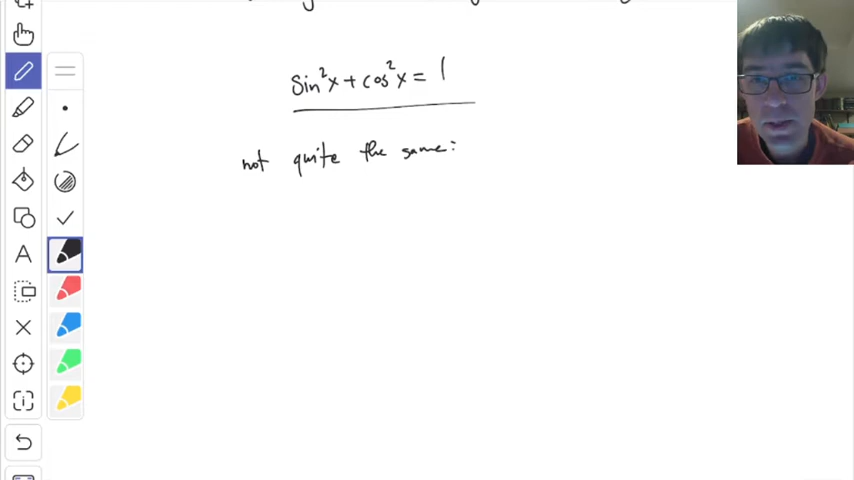 sin²x + cos²x = 1
not quite the same: